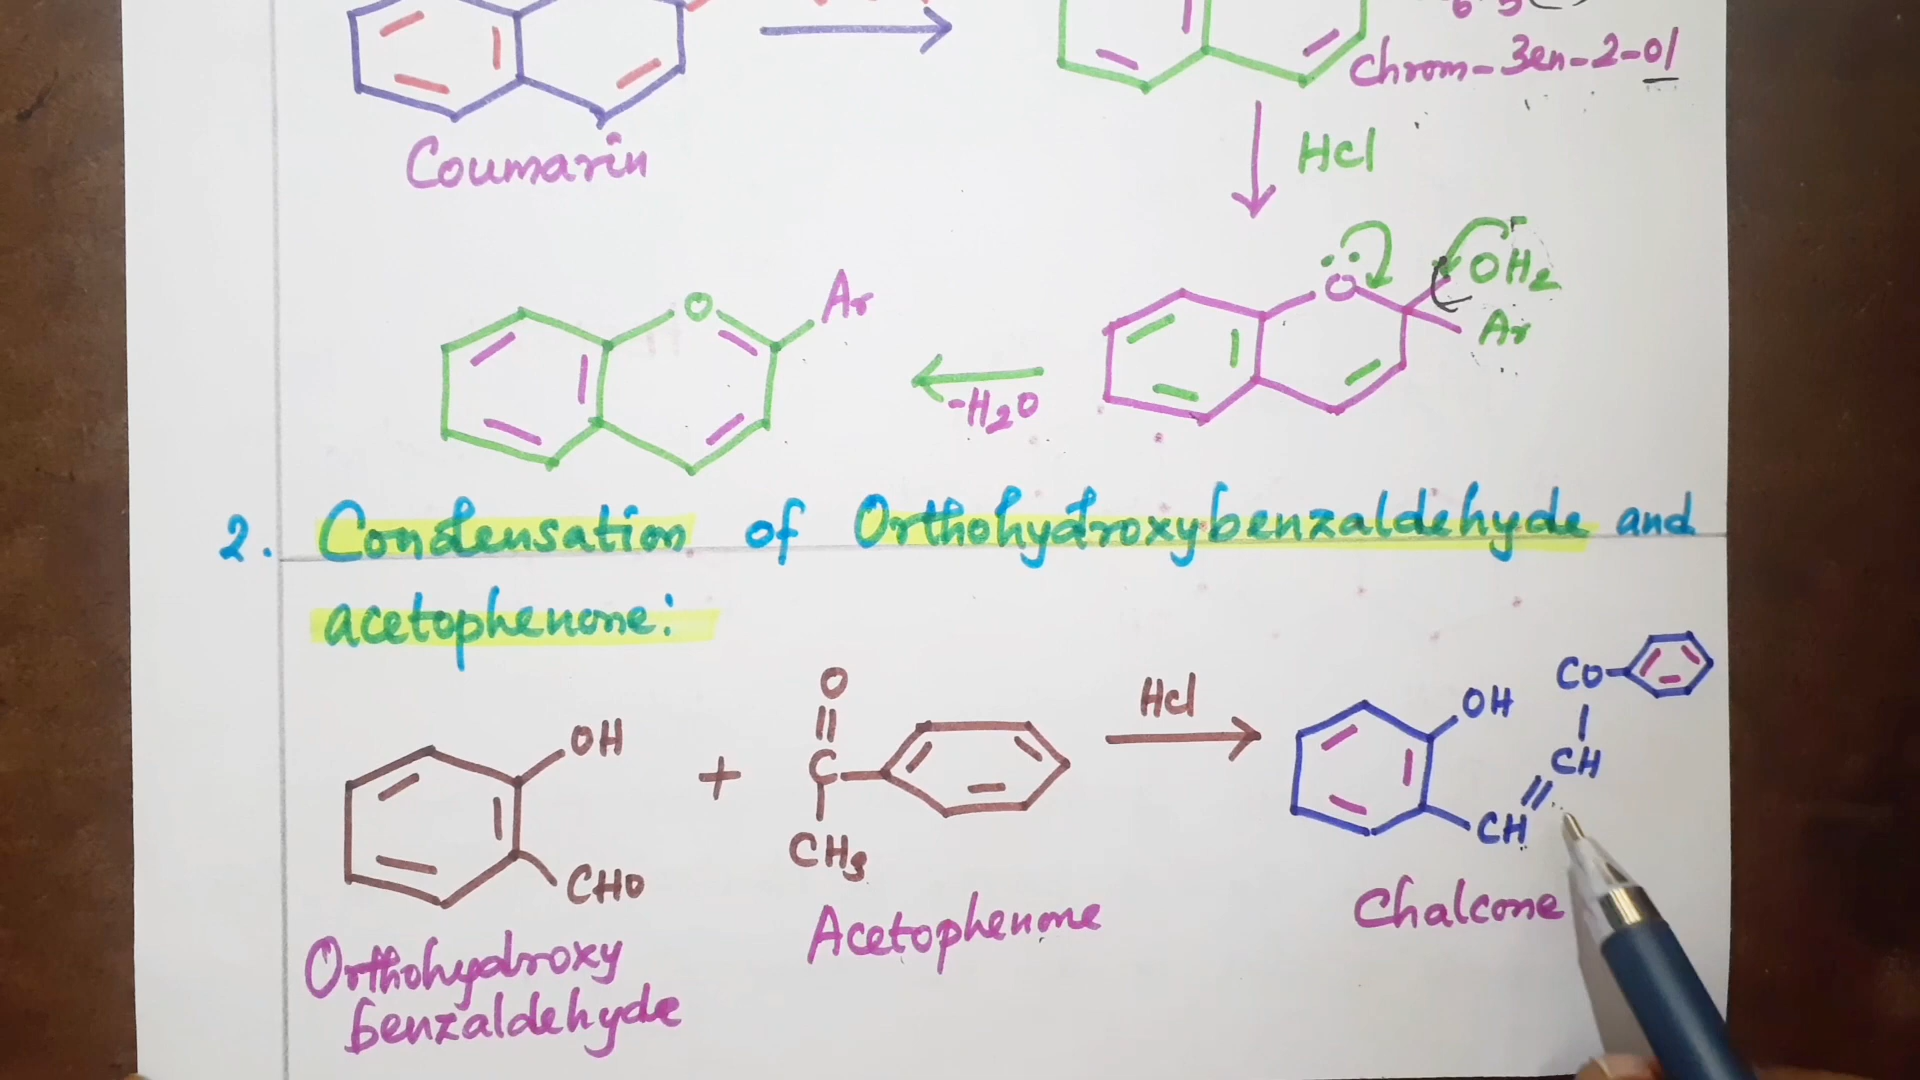 Chrom-3en-2-ol
Coumarin
HCl
O
OH2
Ar
O
Ar
-H2O
2. Condensation of Orthohydroxybenzaldehyde and
acetophenone:
OH
CHO
+
O
C
CH3
HCl
OH
CO
CH
CH
Orthohydroxy
benzaldehyde
Acetophenone
Chalcone